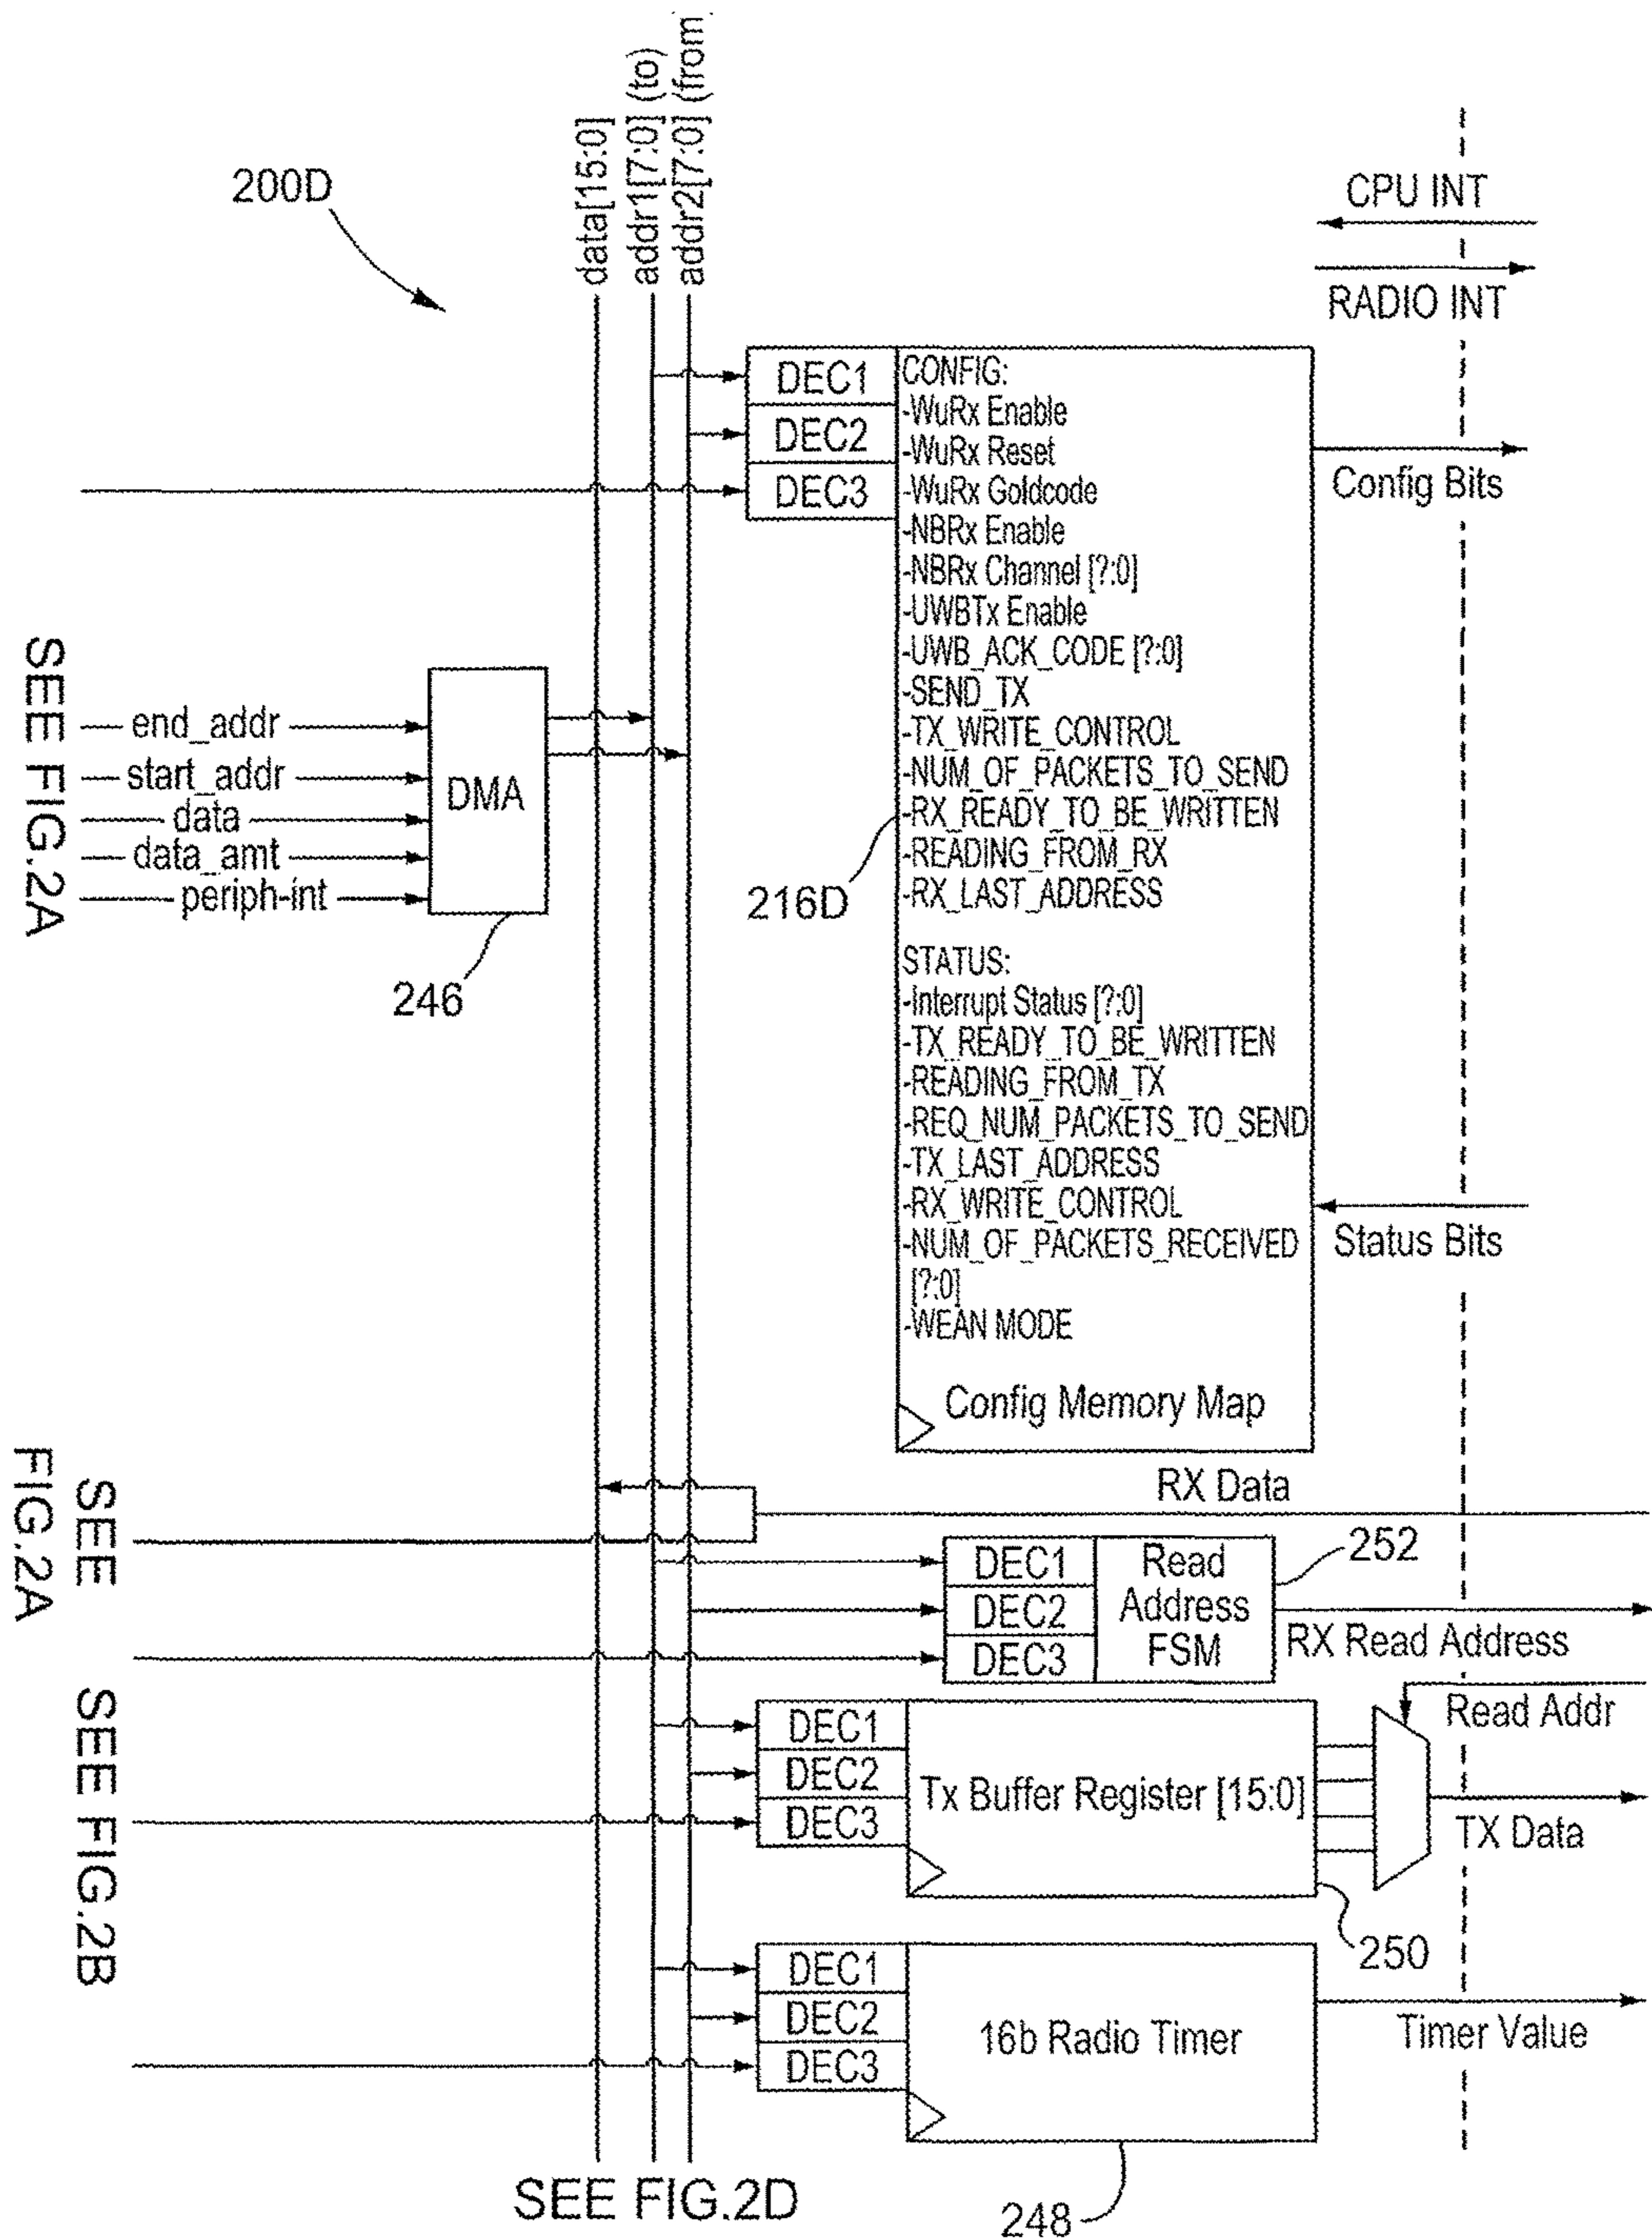 data[15:0]
addr1[7:0] (to)
addr2[7:0] (from
200D
CPU INT
RADIO INT
DEC1
DEC2
DEC3
CONFIG:
-WuRx Enable
-WuRx Reset
-WuRx Goldcode
-NBRx Enable
-NBRx Channel [?:0]
-UWBTx Enable
-UWB_ACK_CODE [?:0]
-SEND_TX
-TX_WRITE_CONTROL
-NUM_OF_PACKETS_TO_SEND
-RX_READY_TO_BE_WRITTEN
-READING_FROM_RX
-RX_LAST_ADDRESS
STATUS:
-Interrupt Status [?:0]
-TX_READY_TO_BE_WRITTEN
-READING_FROM_TX
-REQ_NUM_PACKETS_TO_SEND
-TX_LAST_ADDRESS
-RX_WRITE_CONTROL
-NUM_OF_PACKETS_RECEIVED
[?:0]
-WEAN MODE
Config Memory Map
216D
Config Bits
Status Bits
SEE FIG.2A
end_addr
start_addr
data
data_amt
periph-int
DMA
246
SEE
FIG.2A
RX Data
DEC1
DEC2
DEC3
Read
Address
FSM
252
RX Read Address
SEE FIG.2B
DEC1
DEC2
DEC3
Tx Buffer Register [15:0]
Read Addr
TX Data
250
DEC1
DEC2
DEC3
16b Radio Timer
Timer Value
248
SEE FIG.2D